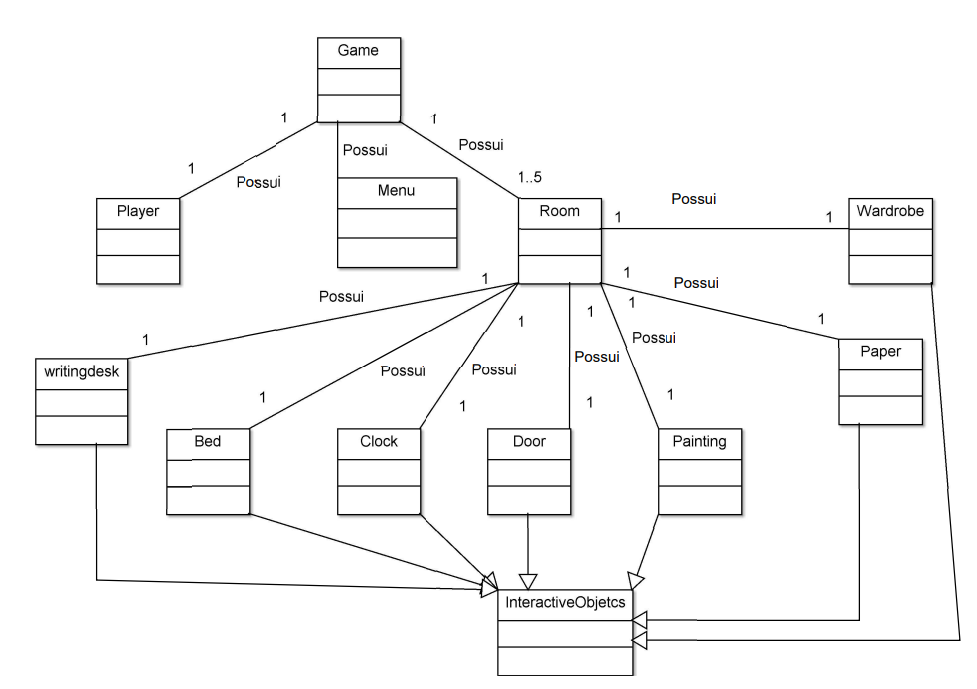 Game
1
1
1
Possui
Possui
1
Possui
1..5
Menu
Player
Room
Possui
Wardrobe
1
1
1
1
Possui
Possui
1
1
1
1
1
Possui
writingdesk
Possui
Possui
Possui
Paper
1
1
1
1
Bed
Clock
Door
Painting
InteractiveObjetcs